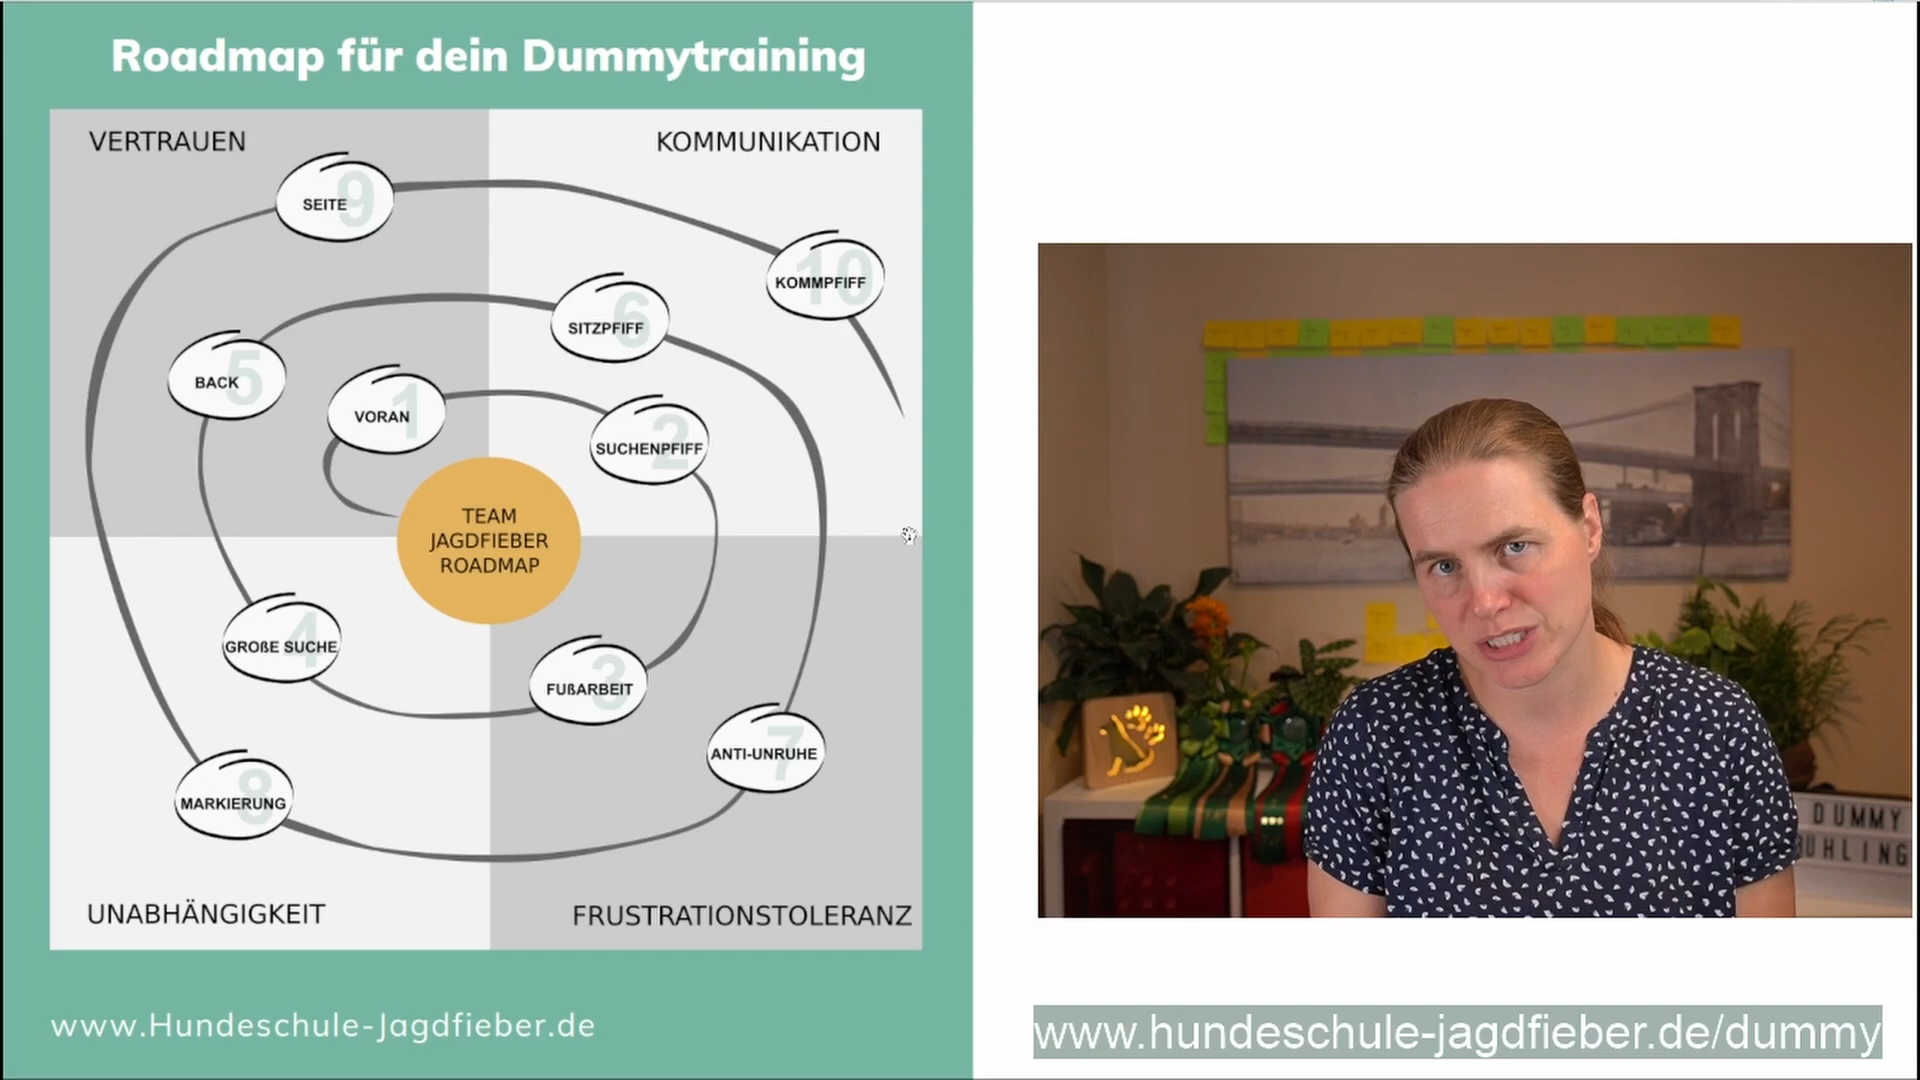 Roadmap für dein Dummytraining
VERTRAUEN
KOMMUNIKATION
9
SEITE
10
KOMMPFIFF
6
SITZPFIFF
5
BACK
1
VORAN
2
SUCHENPFIFF
TEAM
JAGDFIEBER
ROADMAP
4
GROßE SUCHE
3
FUßARBEIT
7
ANTI-UNRUHE
8
MARKIERUNG
UNABHÄNGIGKEIT
FRUSTRATIONSTOLERANZ
www.Hundeschule-Jagdfieber.de
DUMMY
UHLING
www.hundeschule-jagdfieber.de/dummy